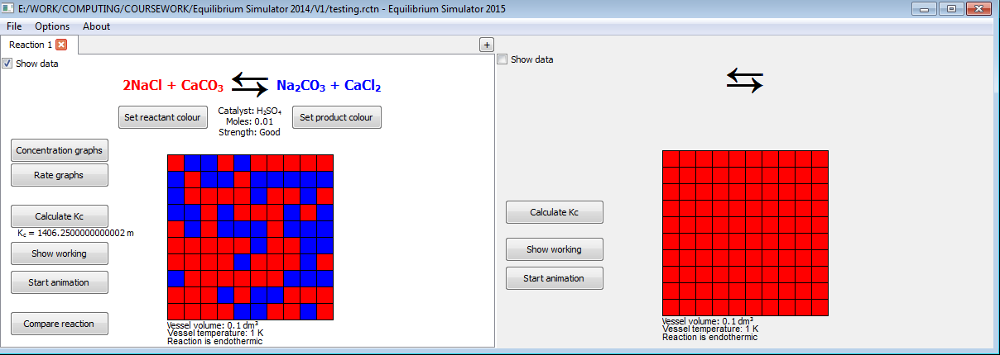 E:/WORK/COMPUTING/COURSEWORK/Equilibrium Simulator 2014/V1/testing.rctn - Equilibrium Simulator 2015
File Options About
Reaction 1
+
Show data
2NaCl + CaCO₃ ⇆ Na₂CO₃ + CaCl₂
Set reactant colour
Catalyst: H₂SO₄
Moles: 0.01
Strength: Good
Set product colour
Concentration graphs
Rate graphs
Calculate Kc
K꜀ = 1406.2500000000002 m
Show working
Start animation
Compare reaction
Vessel volume: 0.1 dm³
Vessel temperature: 1 K
Reaction is endothermic
Show data
⇆
Calculate Kc
Show working
Start animation
Vessel volume: 0.1 dm³
Vessel temperature: 1 K
Reaction is endothermic